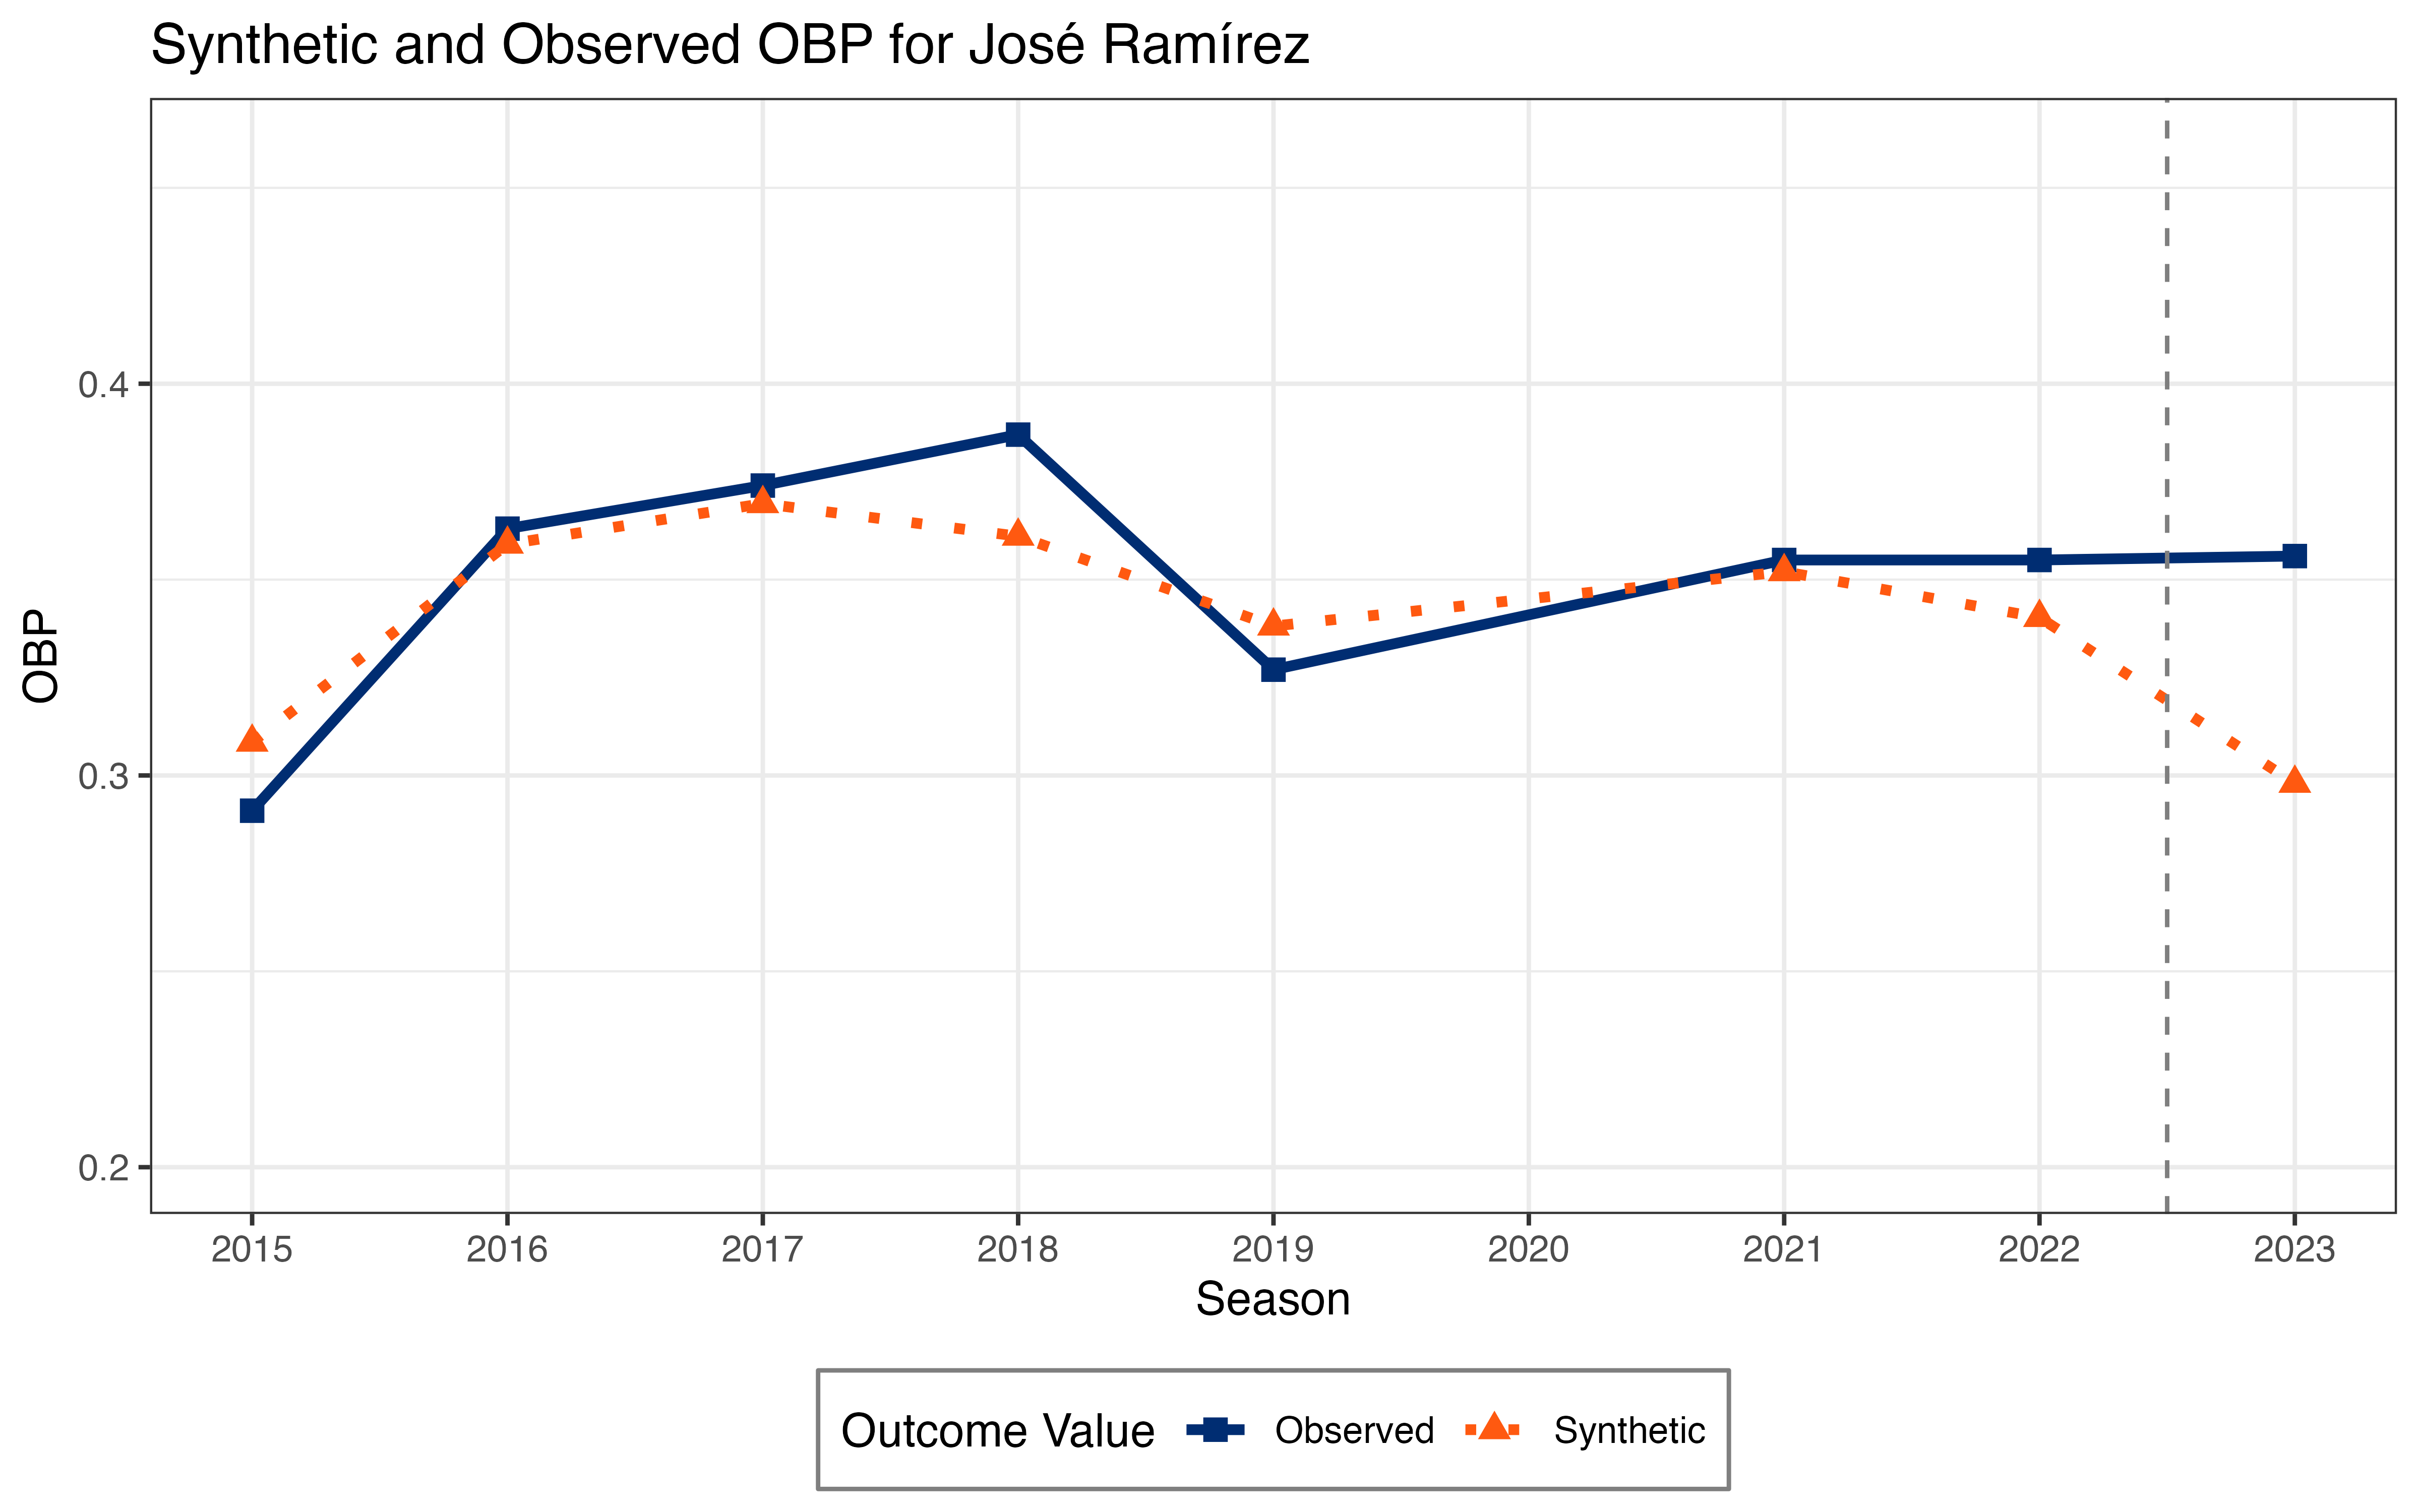 Synthetic and Observed OBP for José Ramírez
OBP
0.4
0.3
0.2
2015 2016 2017 2018 2019 2020 2021 2022 2023
Season
Outcome Value Observed Synthetic